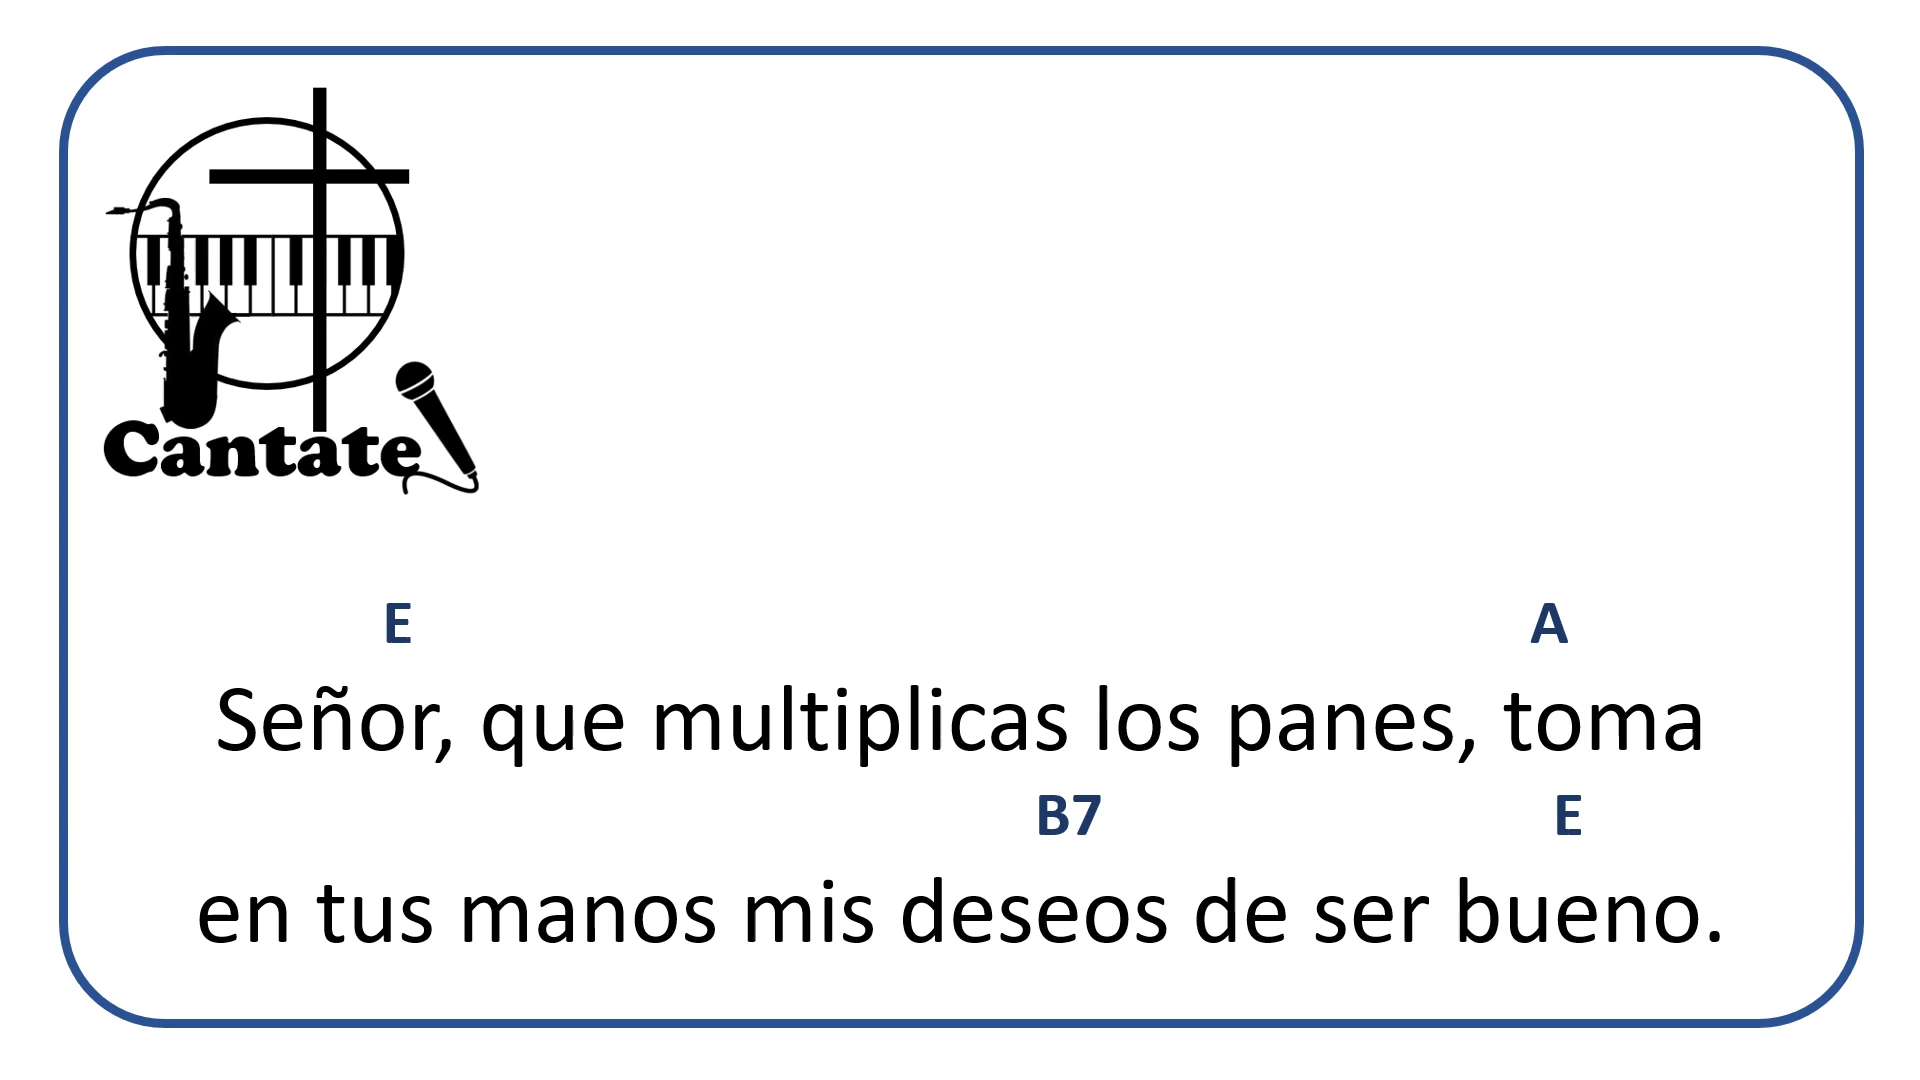 Cantate
E A
Señor, que multiplicas los panes, toma
B7 E
en tus manos mis deseos de ser bueno.